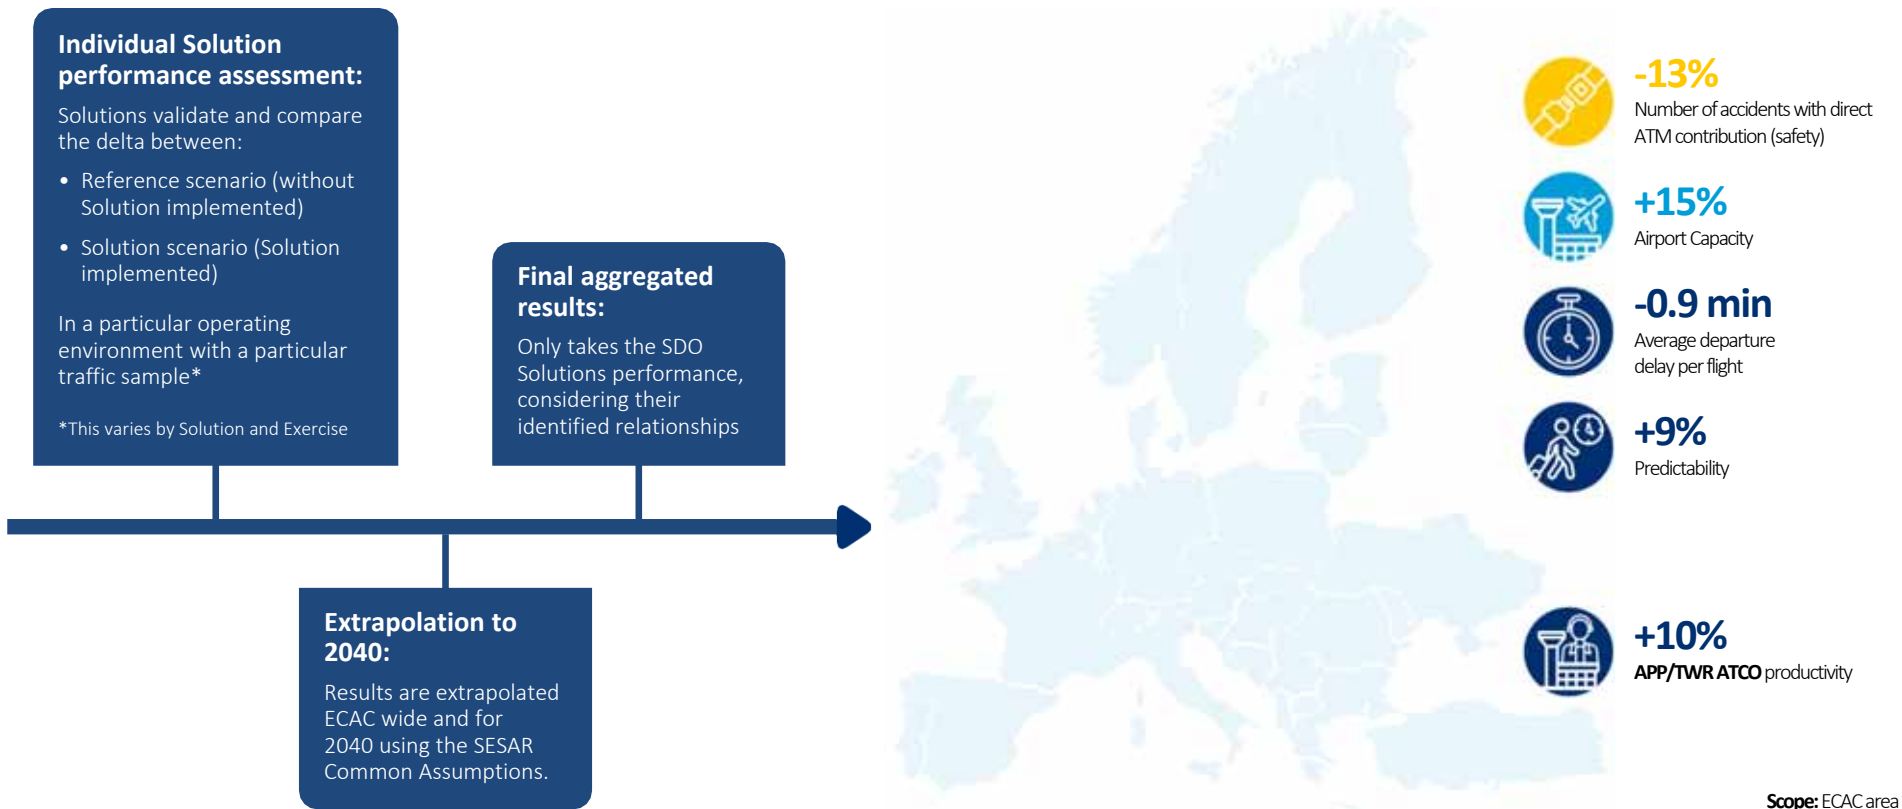 Individual Solution
performance assessment:
Solutions validate and compare
the delta between:
• Reference scenario (without
Solution implemented)
• Solution scenario (Solution
implemented)
In a particular operating
environment with a particular
traffic sample*
*This varies by Solution and Exercise
Extrapolation to
2040:
Results are extrapolated
ECAC wide and for
2040 using the SESAR
Common Assumptions.
Final aggregated
results:
Only takes the SDO
Solutions performance,
considering their
identified relationships
-13%
Number of accidents with direct
ATM contribution (safety)
+15%
Airport Capacity
-0.9 min
Average departure
delay per flight
+9%
Predictability
+10%
APP/TWR ATCO productivity
Scope: ECAC area